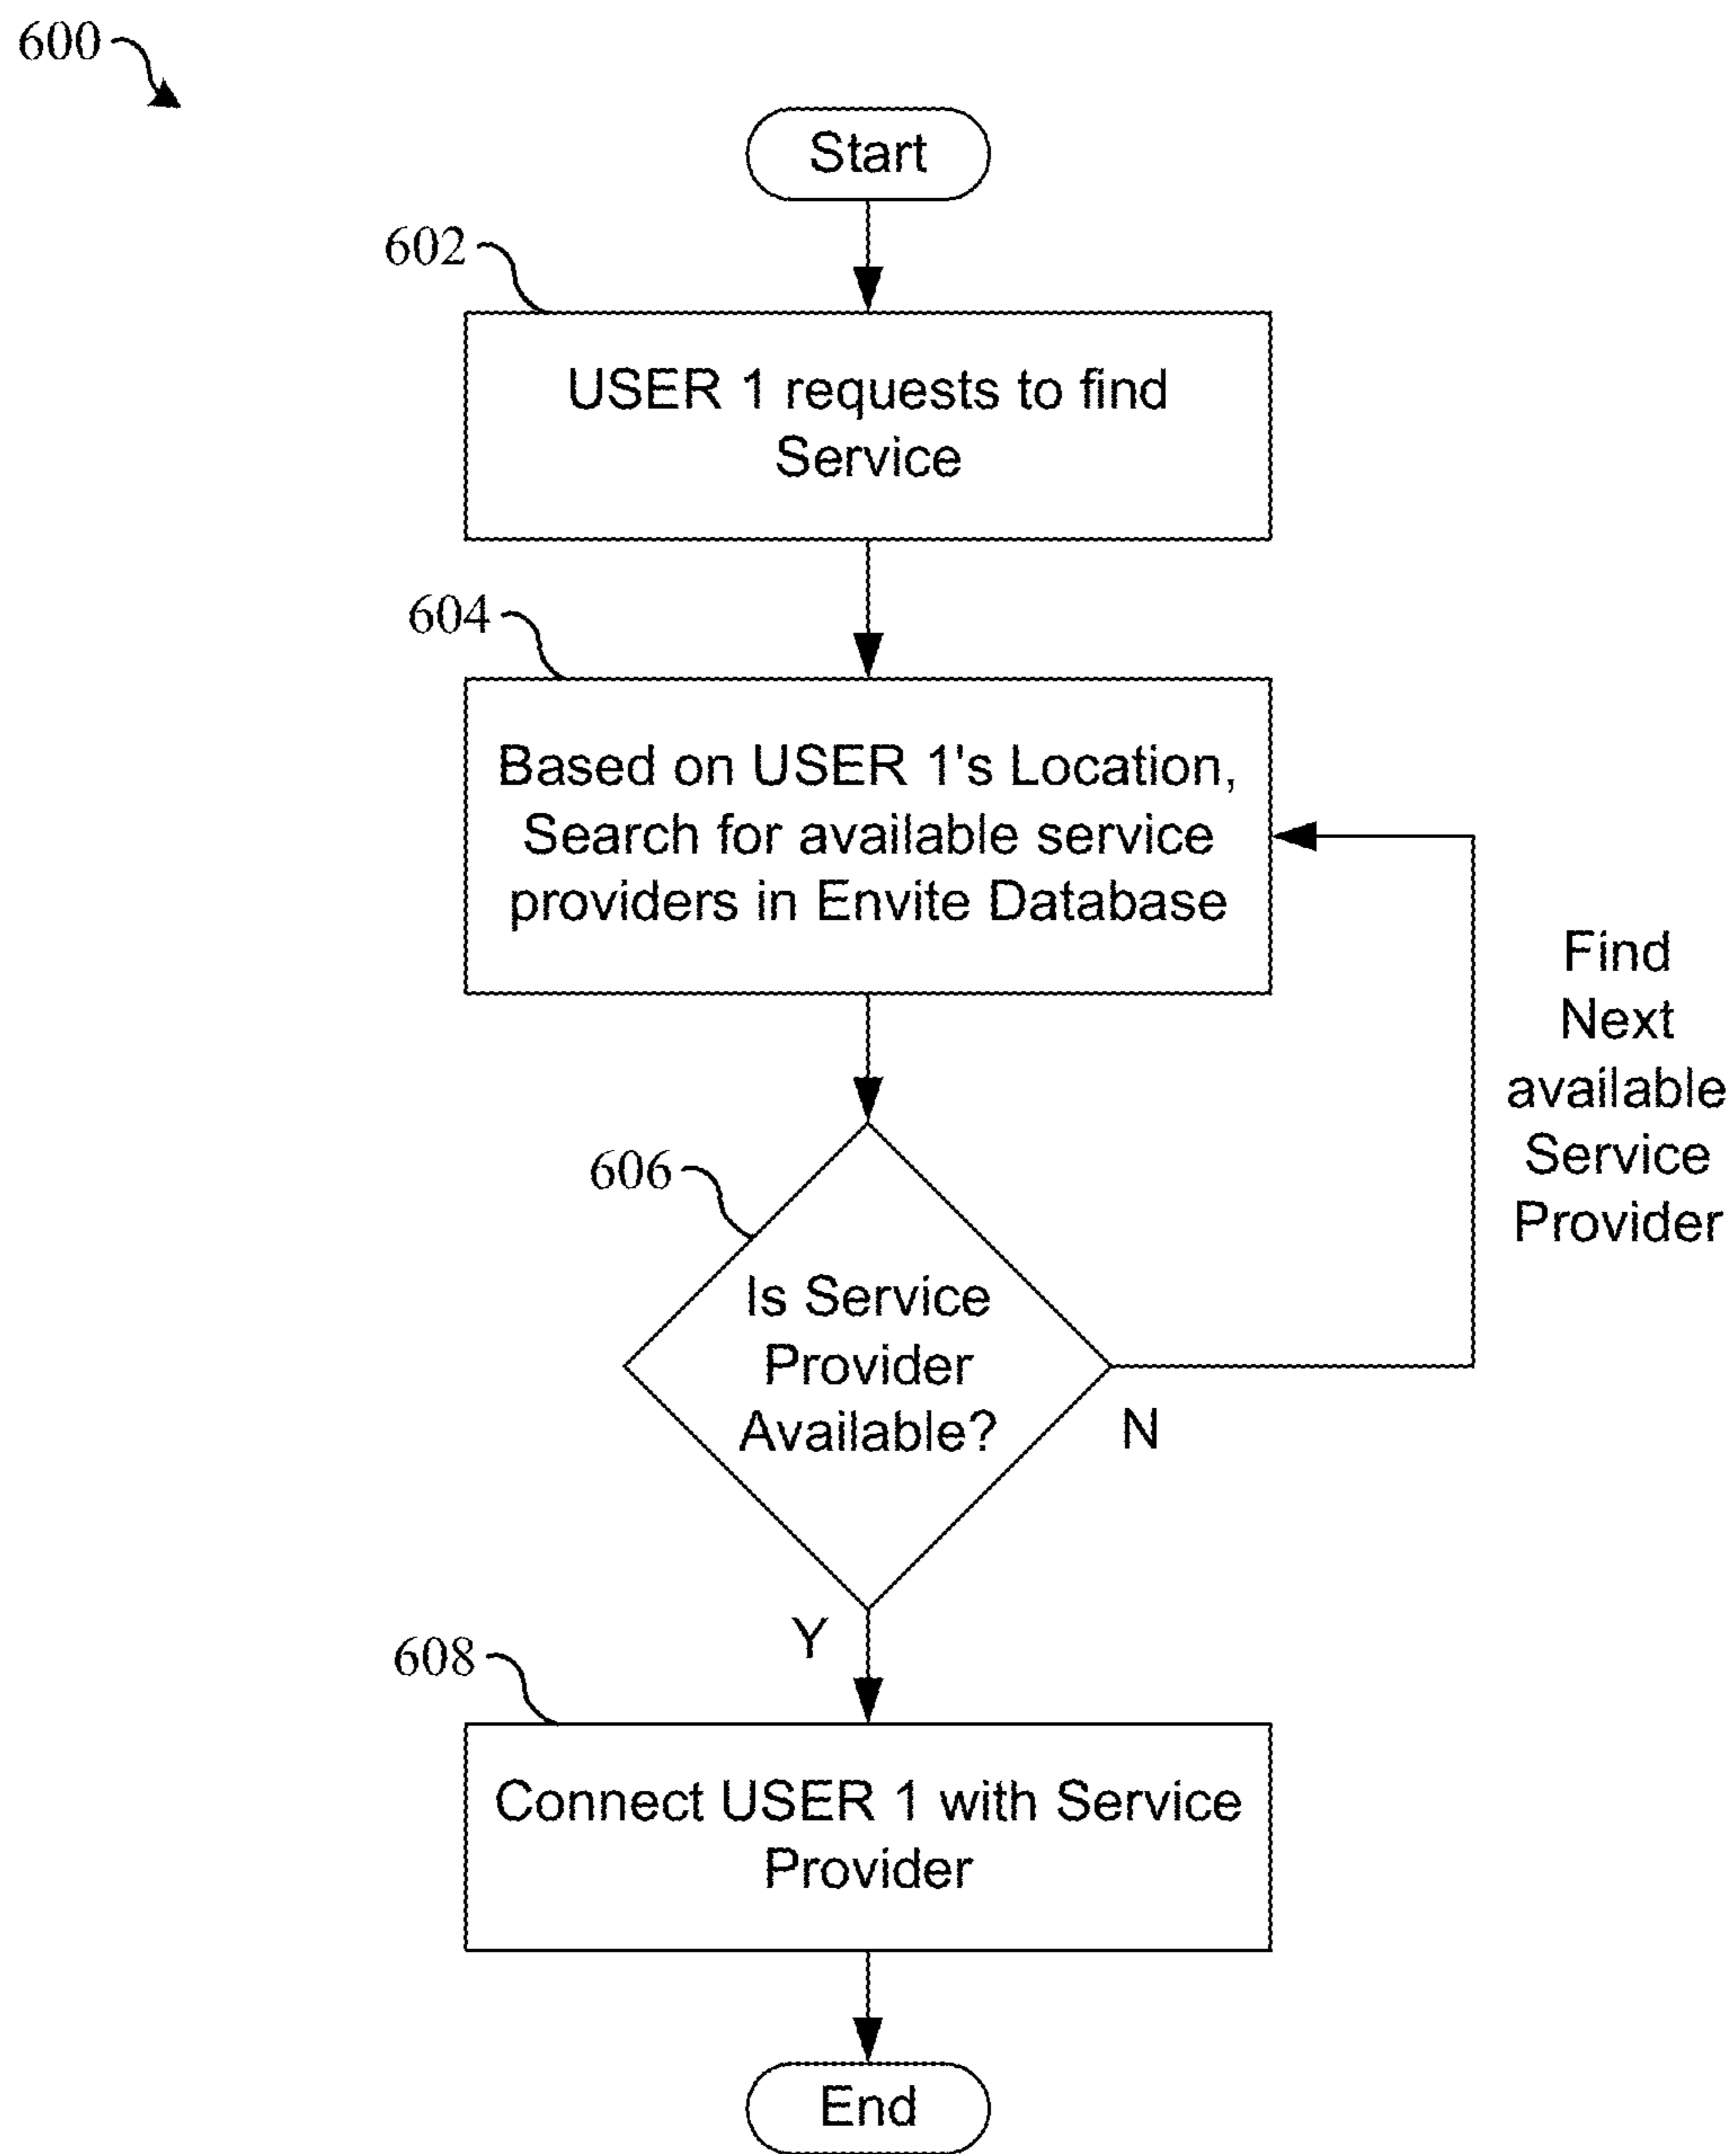 600
Start
602
USER 1 requests to find
Service
604
Based on USER 1's Location,
Search for available service
providers in Envite Database
Find
Next
available
Service
Provider
606
Is Service
Provider
Available?
N
Y
608
Connect USER 1 with Service
Provider
End